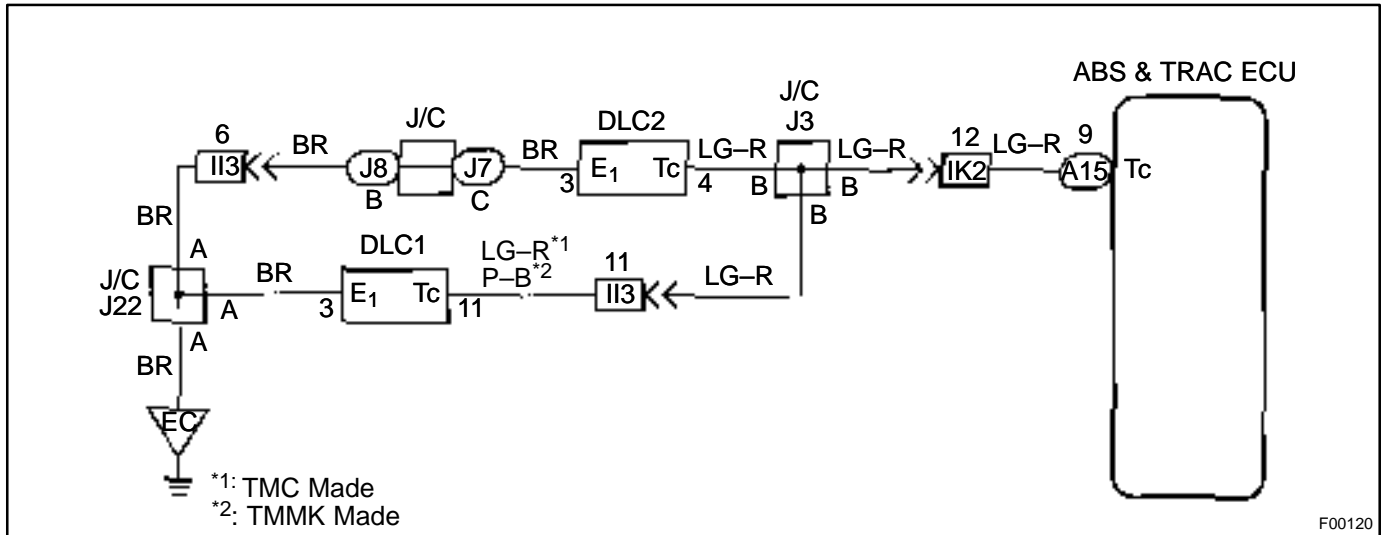 ABS & TRAC ECU
J/C
J3
6
II3
BR
J/C
J8
B
J7
C
BR
DLC2
3
E1
Tc
4
LG–R
B
B
B
LG–R
12
IK2
LG–R
9
A15
Tc
BR
A
J/C
J22
A
A
BR
DLC1
3
E1
Tc
11
LG–R*1
P–B*2
11
II3
LG–R
BR
EC
*1: TMC Made
*2: TMMK Made
F00120